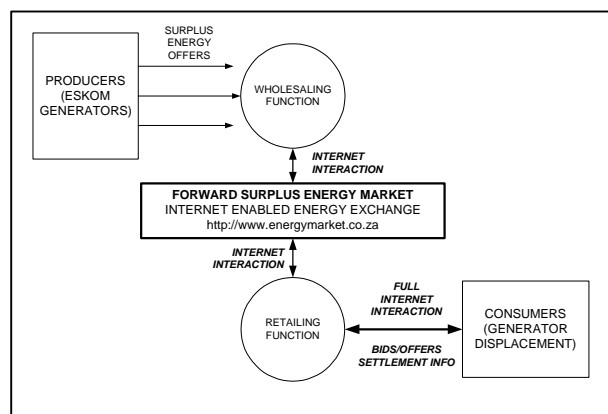 SURPLUS
ENERGY
OFFERS
PRODUCERS
(ESKOM
GENERATORS)
WHOLESALING
FUNCTION
INTERNET
INTERACTION
FORWARD SURPLUS ENERGY MARKET
INTERNET ENABLED ENERGY EXCHANGE
http://www.energymarket.co.za
INTERNET
INTERACTION
RETAILING
FUNCTION
FULL
INTERNET
INTERACTION
BIDS/OFFERS
SETTLEMENT INFO
CONSUMERS
(GENERATOR
DISPLACEMENT)